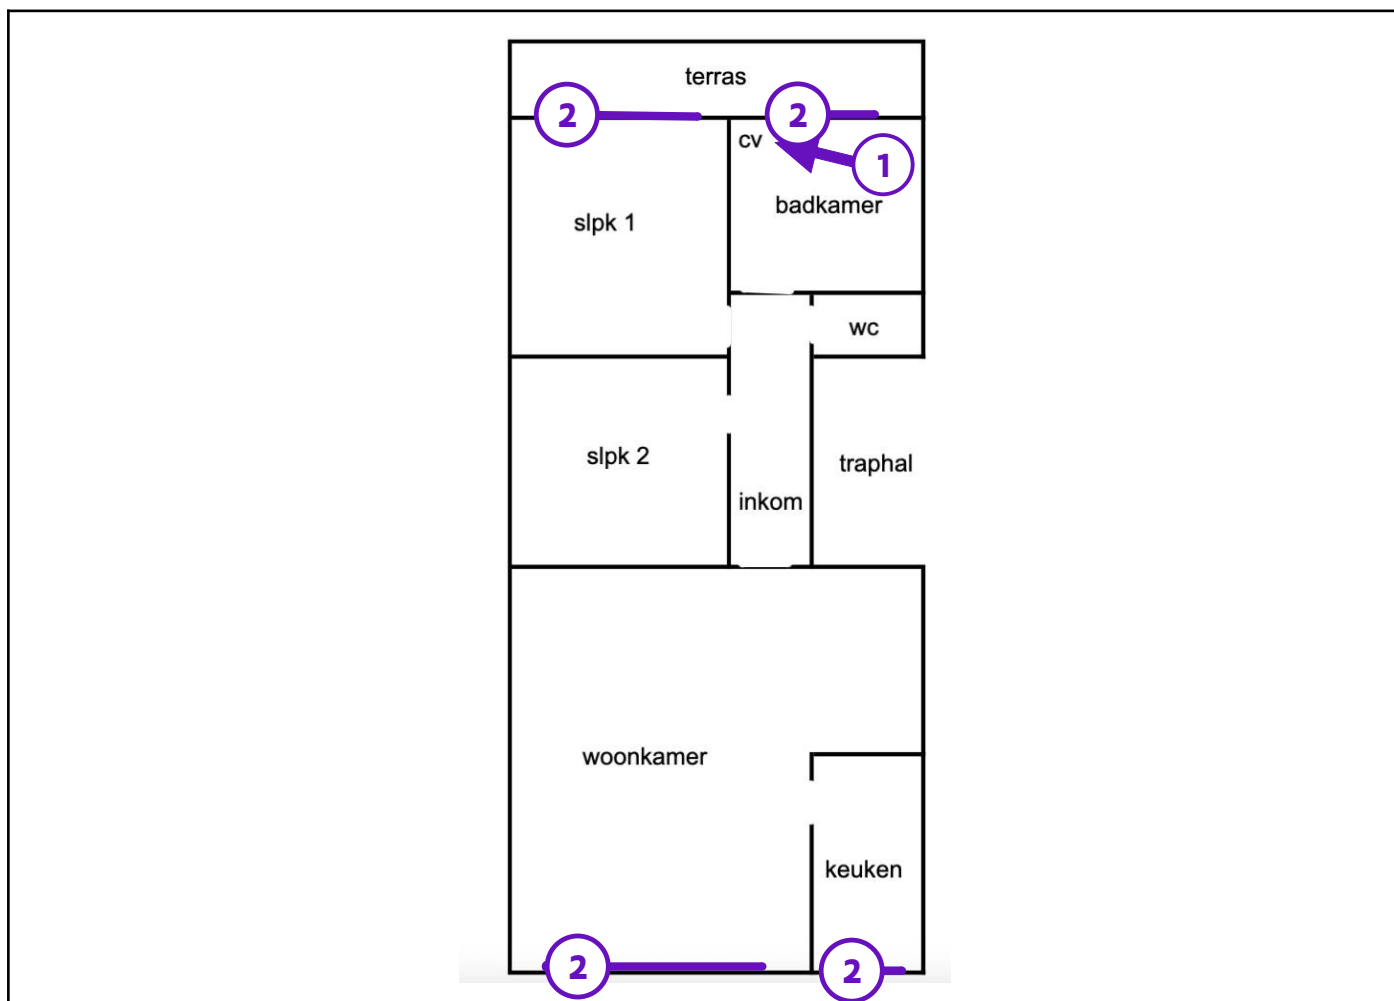 terras
2
2
cv
1
badkamer
slpk 1
wc
slpk 2
traphal
inkom
woonkamer
keuken
2
2